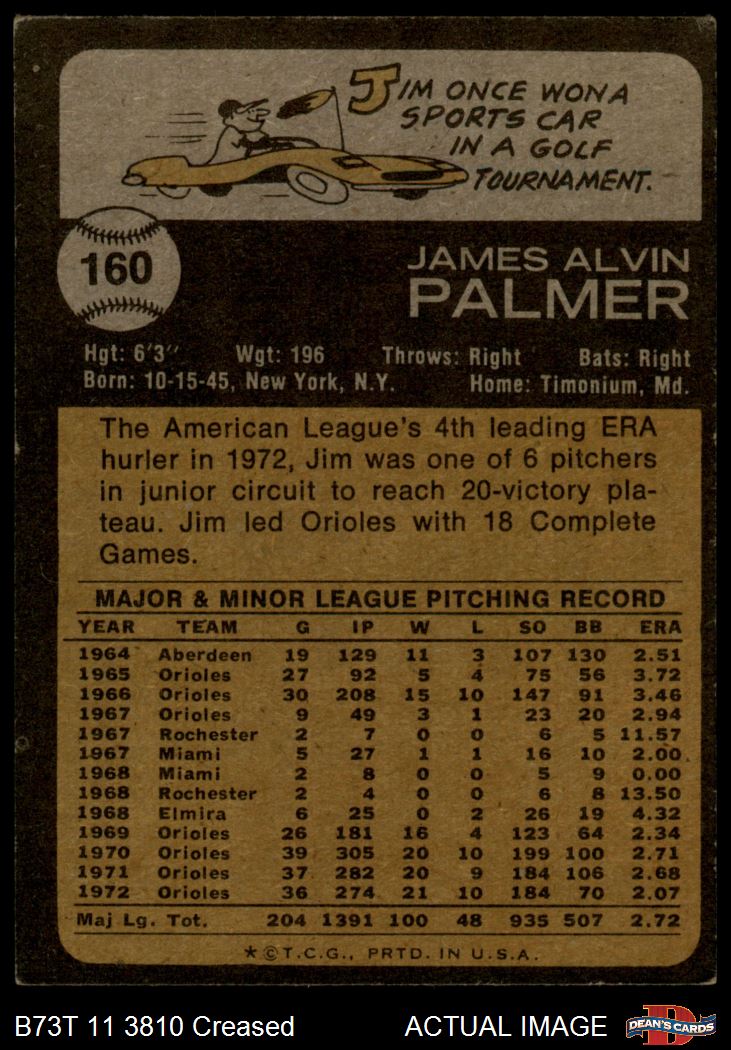 JIM ONCE WON A
SPORTS CAR
IN A GOLF
TOURNAMENT.
160
JAMES ALVIN
PALMER
Hgt: 6'3" Wgt: 196 Throws: Right Bats: Right
Born: 10-15-45, New York, N.Y. Home: Timonium, Md.
The American League's 4th leading ERA
hurler in 1972, Jim was one of 6 pitchers
in junior circuit to reach 20-victory pla-
teau. Jim led Orioles with 18 Complete
Games.
MAJOR & MINOR LEAGUE PITCHING RECORD
YEAR TEAM G IP W L SO BB ERA
1964 Aberdeen 19 129 11 3 107 130 2.51
1965 Orioles 27 92 5 4 75 56 3.72
1966 Orioles 30 208 15 10 147 91 3.46
1967 Orioles 9 49 3 1 23 20 2.94
1967 Rochester 2 7 0 0 6 5 11.57
1967 Miami 5 27 1 1 16 10 2.00
1968 Miami 2 8 0 0 5 9 0.00
1968 Rochester 2 4 0 0 6 8 13.50
1968 Elmira 6 25 0 2 26 19 4.32
1969 Orioles 26 181 16 4 123 64 2.34
1970 Orioles 39 305 20 10 199 100 2.71
1971 Orioles 37 282 20 9 184 106 2.68
1972 Orioles 36 274 21 10 184 70 2.07
Maj Lg. Tot. 204 1391 100 48 935 507 2.72
*©T.C.G., PRTD. IN U.S.A.
B73T 11 3810 Creased ACTUAL IMAGE DEAN'S CARDS